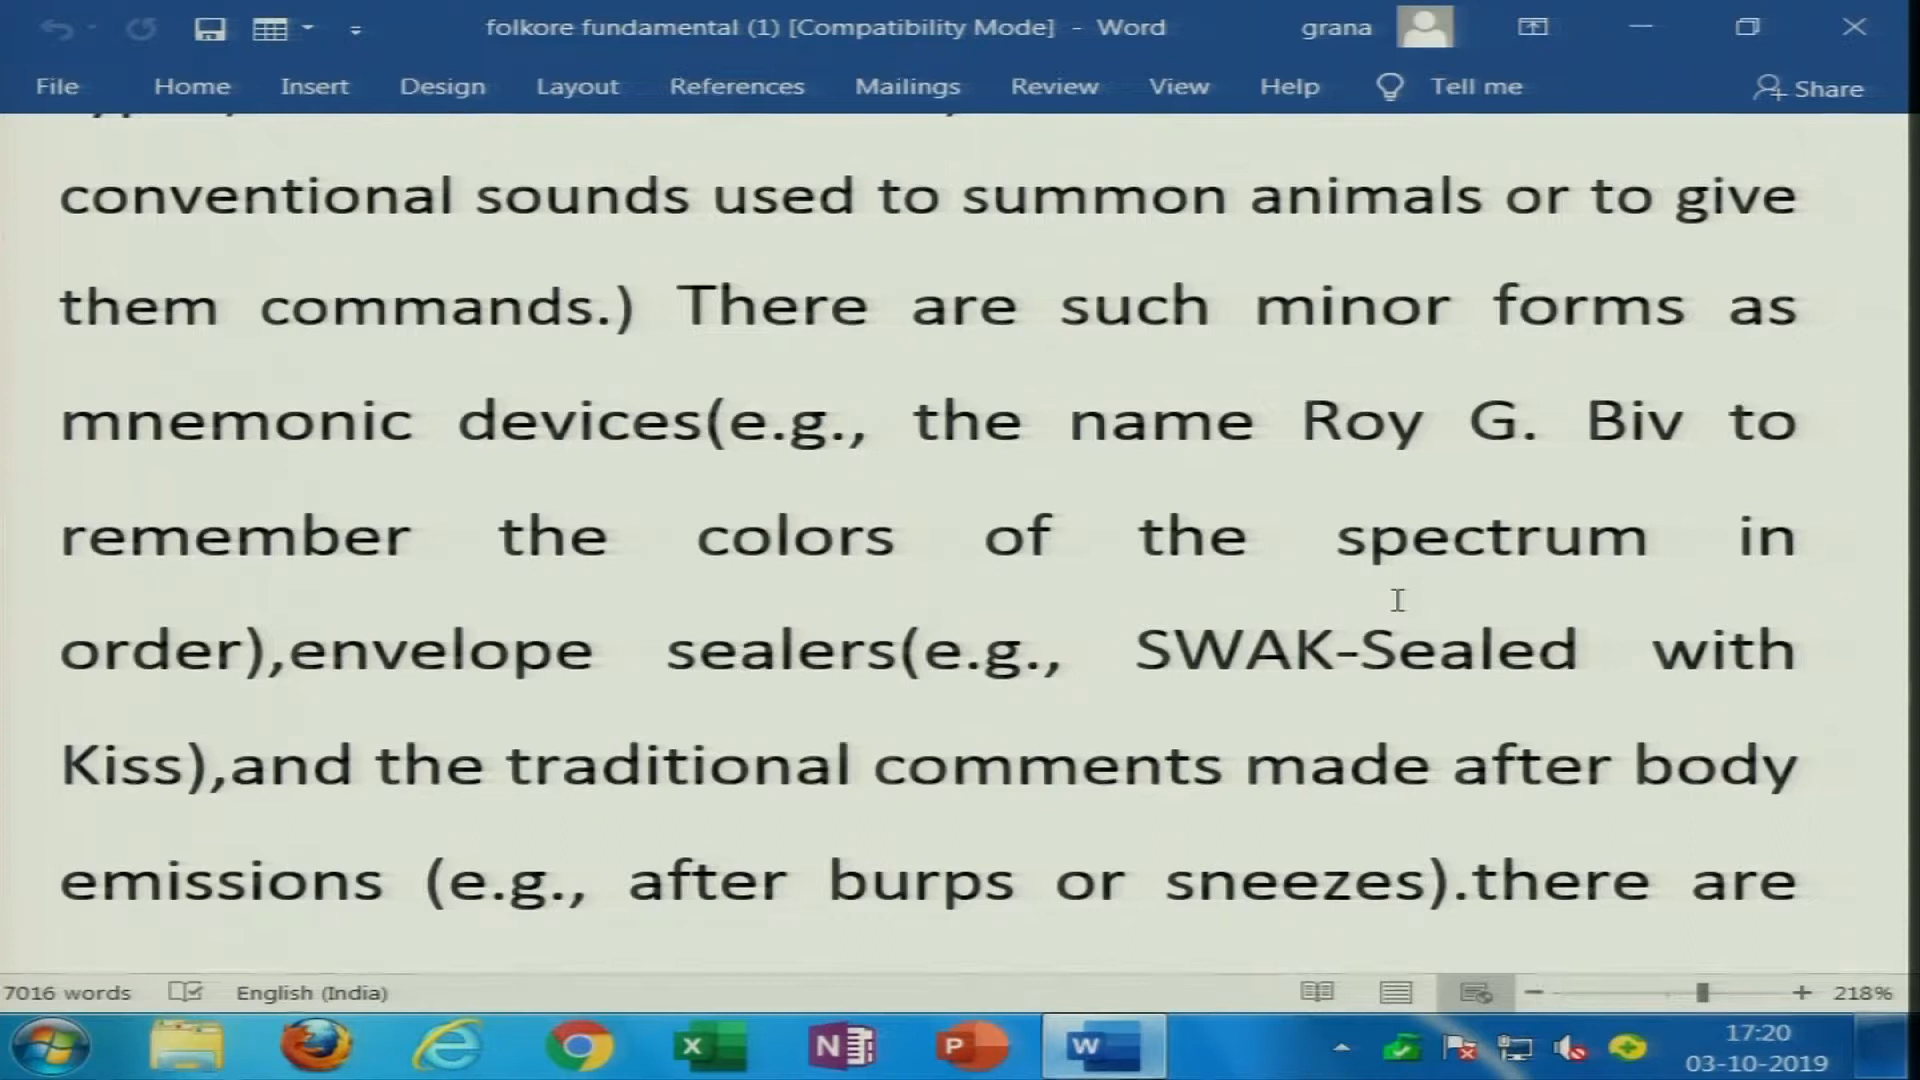 folkore fundamental (1) [Compatibility Mode] - Word
grana
File Home Insert Design Layout References Mailings Review View Help Tell me Share
conventional sounds used to summon animals or to give
them commands.) There are such minor forms as
mnemonic devices(e.g., the name Roy G. Biv to
remember the colors of the spectrum in
order),envelope sealers(e.g., SWAK-Sealed with
Kiss),and the traditional comments made after body
emissions (e.g., after burps or sneezes).there are
7016 words English (India) 218%
17:20
03-10-2019